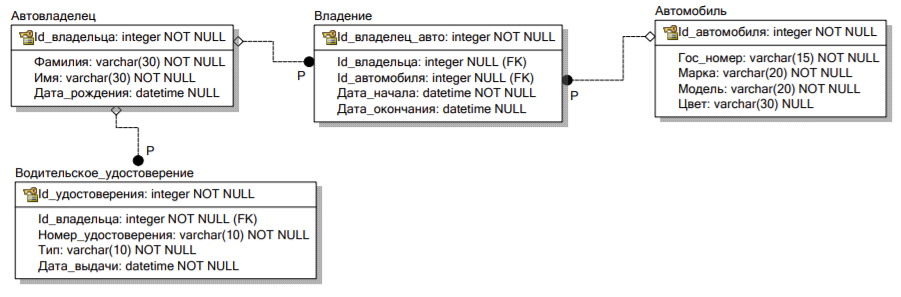 Автовладелец
Id_владельца: integer NOT NULL
Фамилия: varchar(30) NOT NULL
Имя: varchar(30) NOT NULL
Дата_рождения: datetime NULL
P
P
Владение
Id_владелец_авто: integer NOT NULL
Id_владельца: integer NULL (FK)
Id_автомобиля: integer NULL (FK)
Дата_начала: datetime NOT NULL
Дата_окончания: datetime NULL
P
Автомобиль
Id_автомобиля: integer NOT NULL
Гос_номер: varchar(15) NOT NULL
Марка: varchar(20) NOT NULL
Модель: varchar(20) NOT NULL
Цвет: varchar(30) NULL
Водительское_удостоверение
Id_удостоверения: integer NOT NULL
Id_владельца: integer NOT NULL (FK)
Номер_удостоверения: varchar(10) NOT NULL
Тип: varchar(10) NOT NULL
Дата_выдачи: datetime NOT NULL